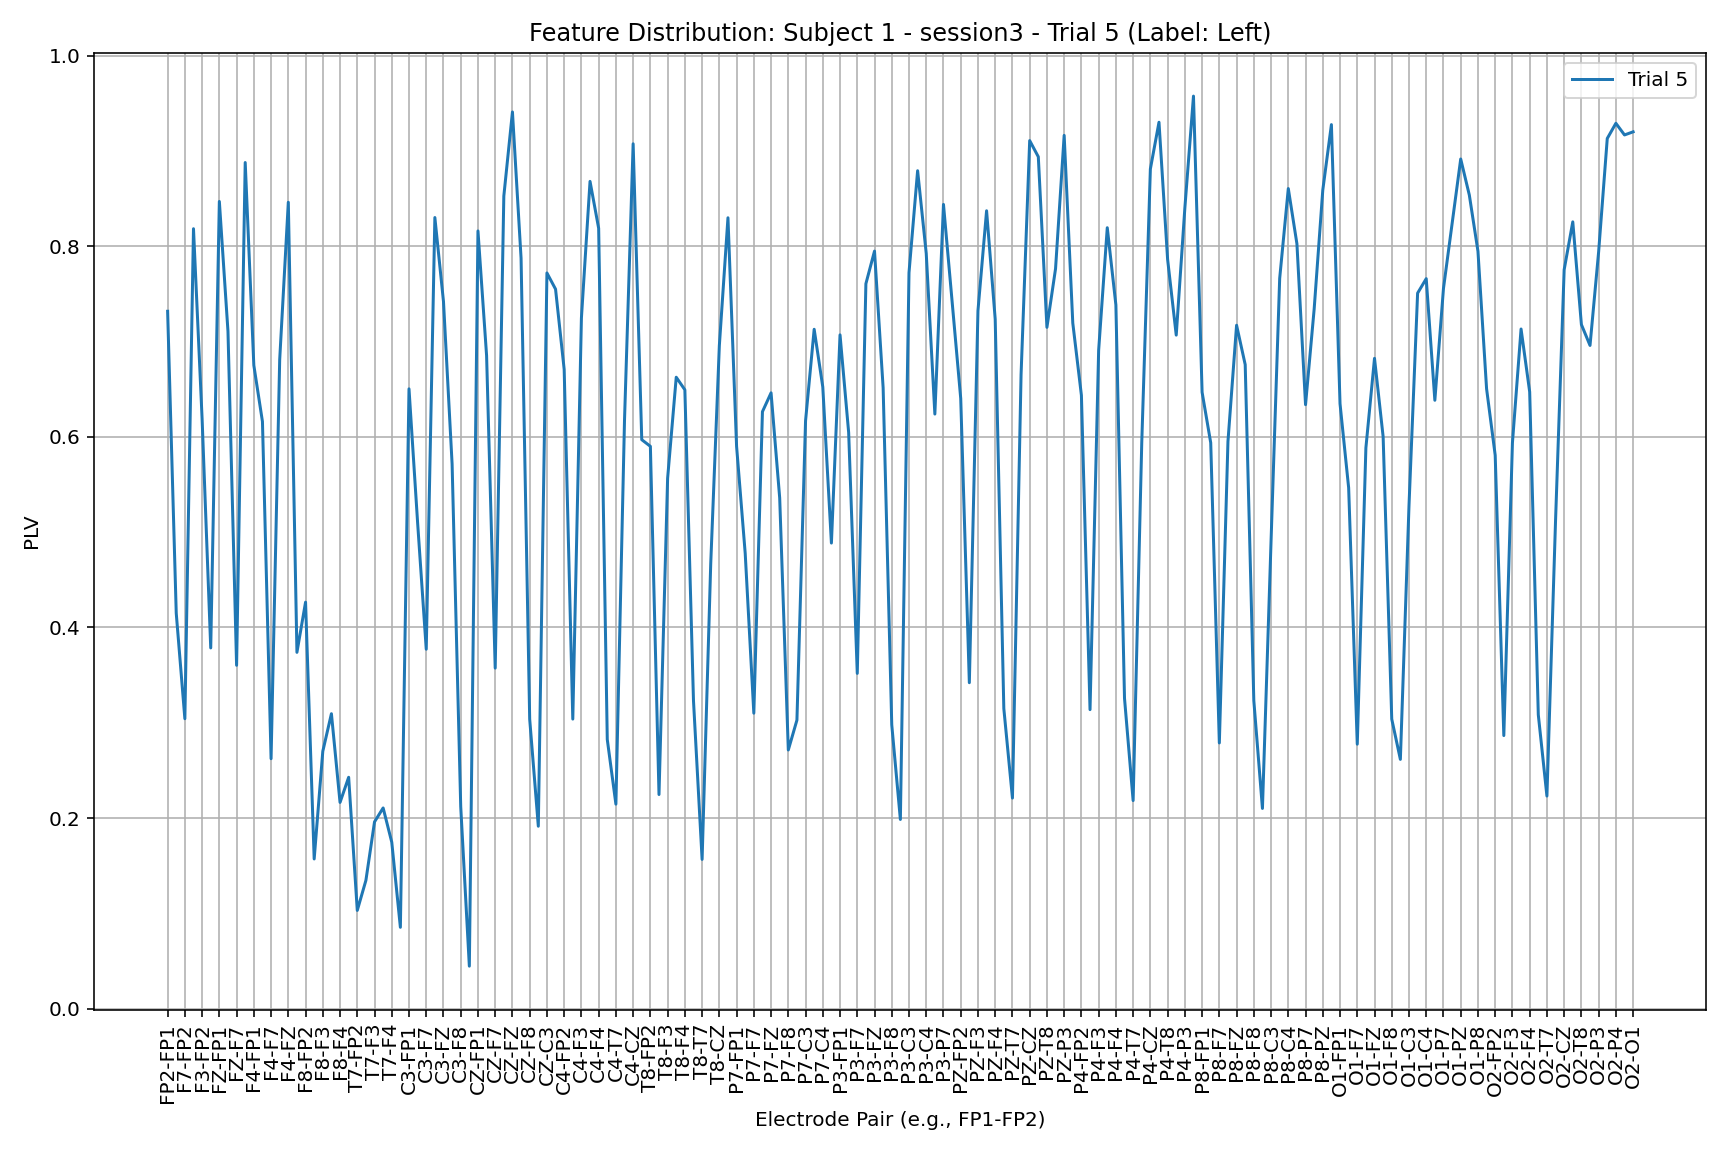 Feature Distribution: Subject 1 - session3 - Trial 5 (Label: Left)
Trial 5
1.0
0.8
0.6
0.4
0.2
0.0
PLV
FP2-FP1
F7-FP2
F3-FP2
FZ-FP1
FZ-F7
F4-FP1
F4-F7
F4-FZ
F8-FP2
F8-F3
F8-F4
T7-FP2
T7-F3
T7-F4
C3-FP1
C3-F7
C3-FZ
C3-F8
CZ-FP1
CZ-F7
CZ-FZ
CZ-F8
CZ-C3
C4-FP2
C4-F3
C4-F4
C4-T7
C4-CZ
T8-FP2
T8-F3
T8-F4
T8-T7
T8-CZ
P7-FP1
P7-F7
P7-FZ
P7-F8
P7-C3
P7-C4
P3-FP1
P3-F7
P3-FZ
P3-F8
P3-C3
P3-C4
P3-P7
PZ-FP2
PZ-F3
PZ-F4
PZ-T7
PZ-CZ
PZ-T8
PZ-P3
P4-FP2
P4-F3
P4-F4
P4-T7
P4-CZ
P4-T8
P4-P3
P8-FP1
P8-F7
P8-FZ
P8-F8
P8-C3
P8-C4
P8-P7
P8-PZ
O1-FP1
O1-F7
O1-FZ
O1-F8
O1-C3
O1-C4
O1-P7
O1-PZ
O1-P8
O2-FP2
O2-F3
O2-F4
O2-T7
O2-CZ
O2-T8
O2-P3
O2-P4
O2-O1
Electrode Pair (e.g., FP1-FP2)